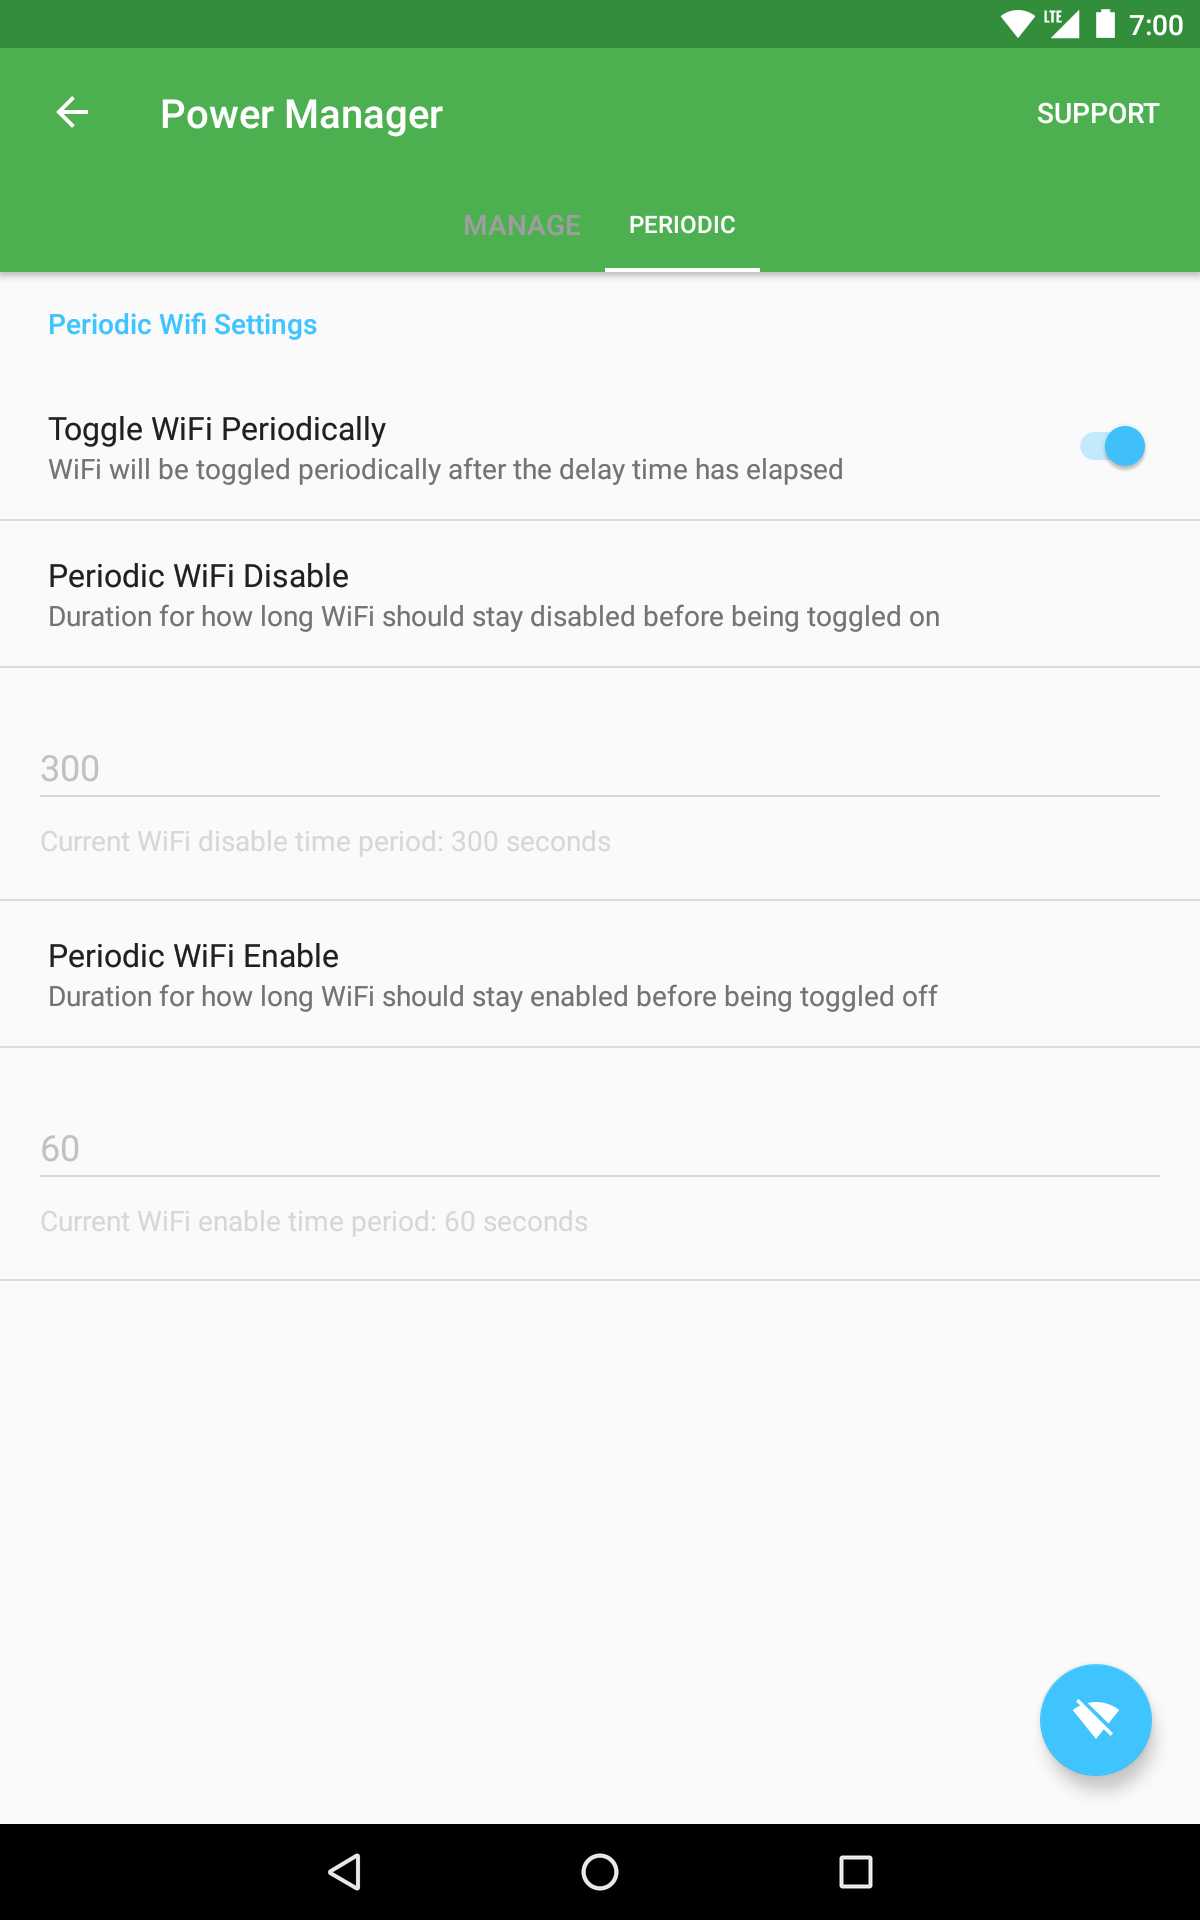 LTE 7:00
Power Manager SUPPORT
MANAGE PERIODIC
Periodic Wifi Settings
Toggle WiFi Periodically
WiFi will be toggled periodically after the delay time has elapsed
Periodic WiFi Disable
Duration for how long WiFi should stay disabled before being toggled on
300
Current WiFi disable time period: 300 seconds
Periodic WiFi Enable
Duration for how long WiFi should stay enabled before being toggled off
60
Current WiFi enable time period: 60 seconds